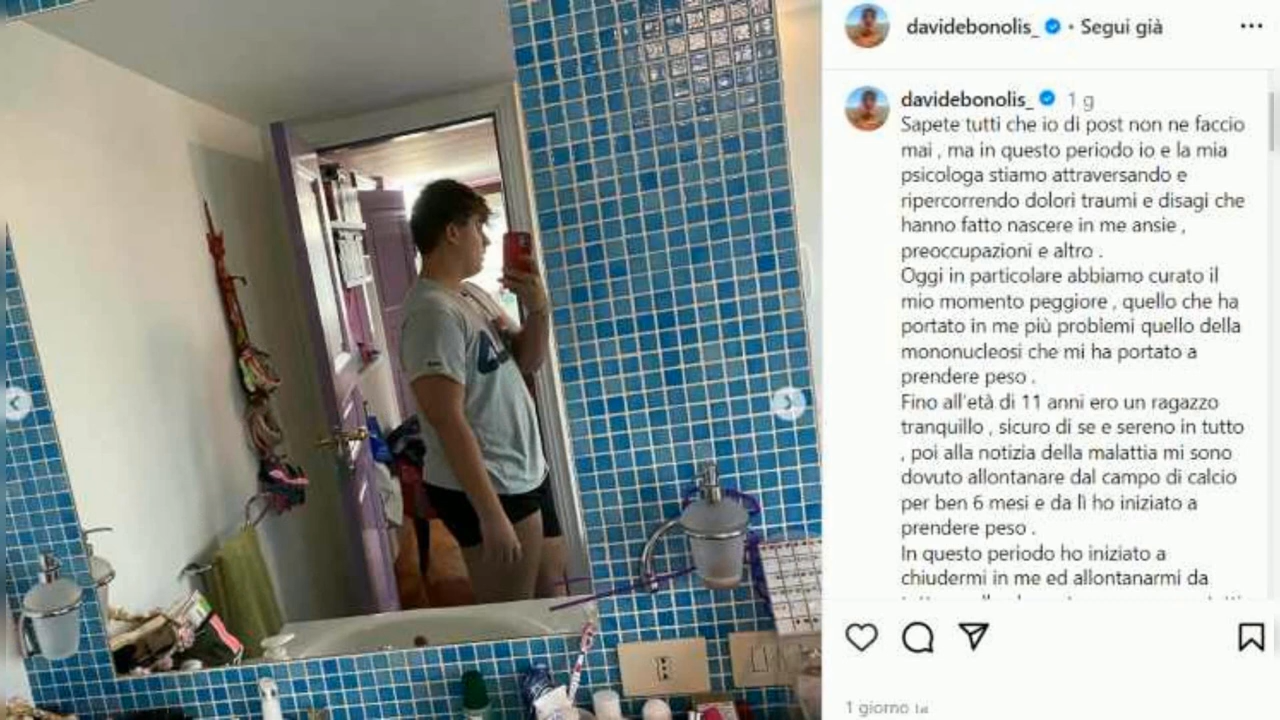 davidebonolis_ • Segui già
davidebonolis_ 1 g
Sapete tutti che io di post non ne faccio
mai , ma in questo periodo io e la mia
psicologa stiamo attraversando e
ripercorrendo dolori traumi e disagi che
hanno fatto nascere in me ansie ,
preoccupazioni e altro .
Oggi in particolare abbiamo curato il
mio momento peggiore , quello che ha
portato in me più problemi quello della
mononucleosi che mi ha portato a
prendere peso .
Fino all'età di 11 anni ero un ragazzo
tranquillo , sicuro di se e sereno in tutto
, poi alla notizia della malattia mi sono
dovuto allontanare dal campo di calcio
per ben 6 mesi e da lì ho iniziato a
prendere peso .
In questo periodo ho iniziato a
chiudermi in me ed allontanarmi da
1 giorno fa